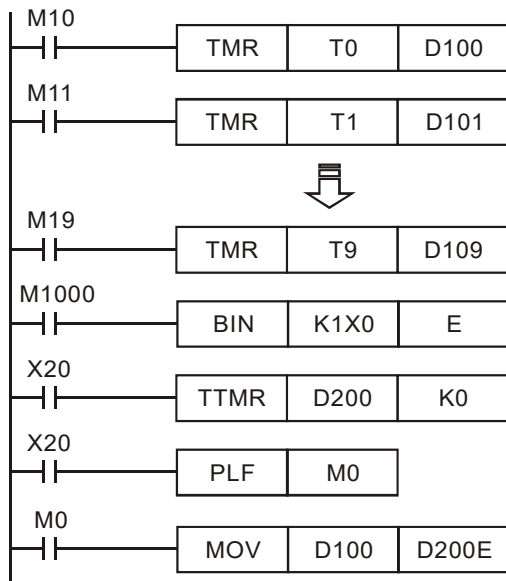 M10
TMR T0 D100
M11
TMR T1 D101
M19
TMR T9 D109
M1000
BIN K1X0 E
X20
TTMR D200 K0
X20
PLF M0
M0
MOV D100 D200E